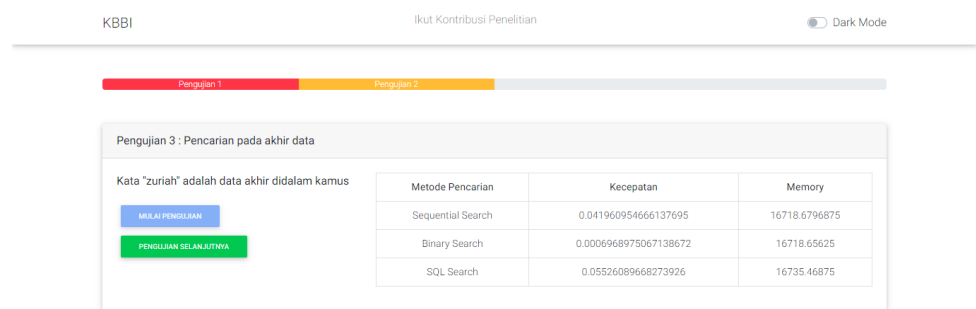 KBBI
Ikut Kontribusi Penelitian
Dark Mode
Pengujian 1
Pengujian 2
Pengujian 3 : Pencarian pada akhir data
Kata "zuriah" adalah data akhir didalam kamus
MULAI PENGUJIAN
PENGUJIAN SELANJUTNYA
Metode Pencarian Kecepatan Memory
Sequential Search 0.041960954666137695 16718.6796875
Binary Search 0.0006968975067138672 16718.65625
SQL Search 0.05526089668273926 16735.46875